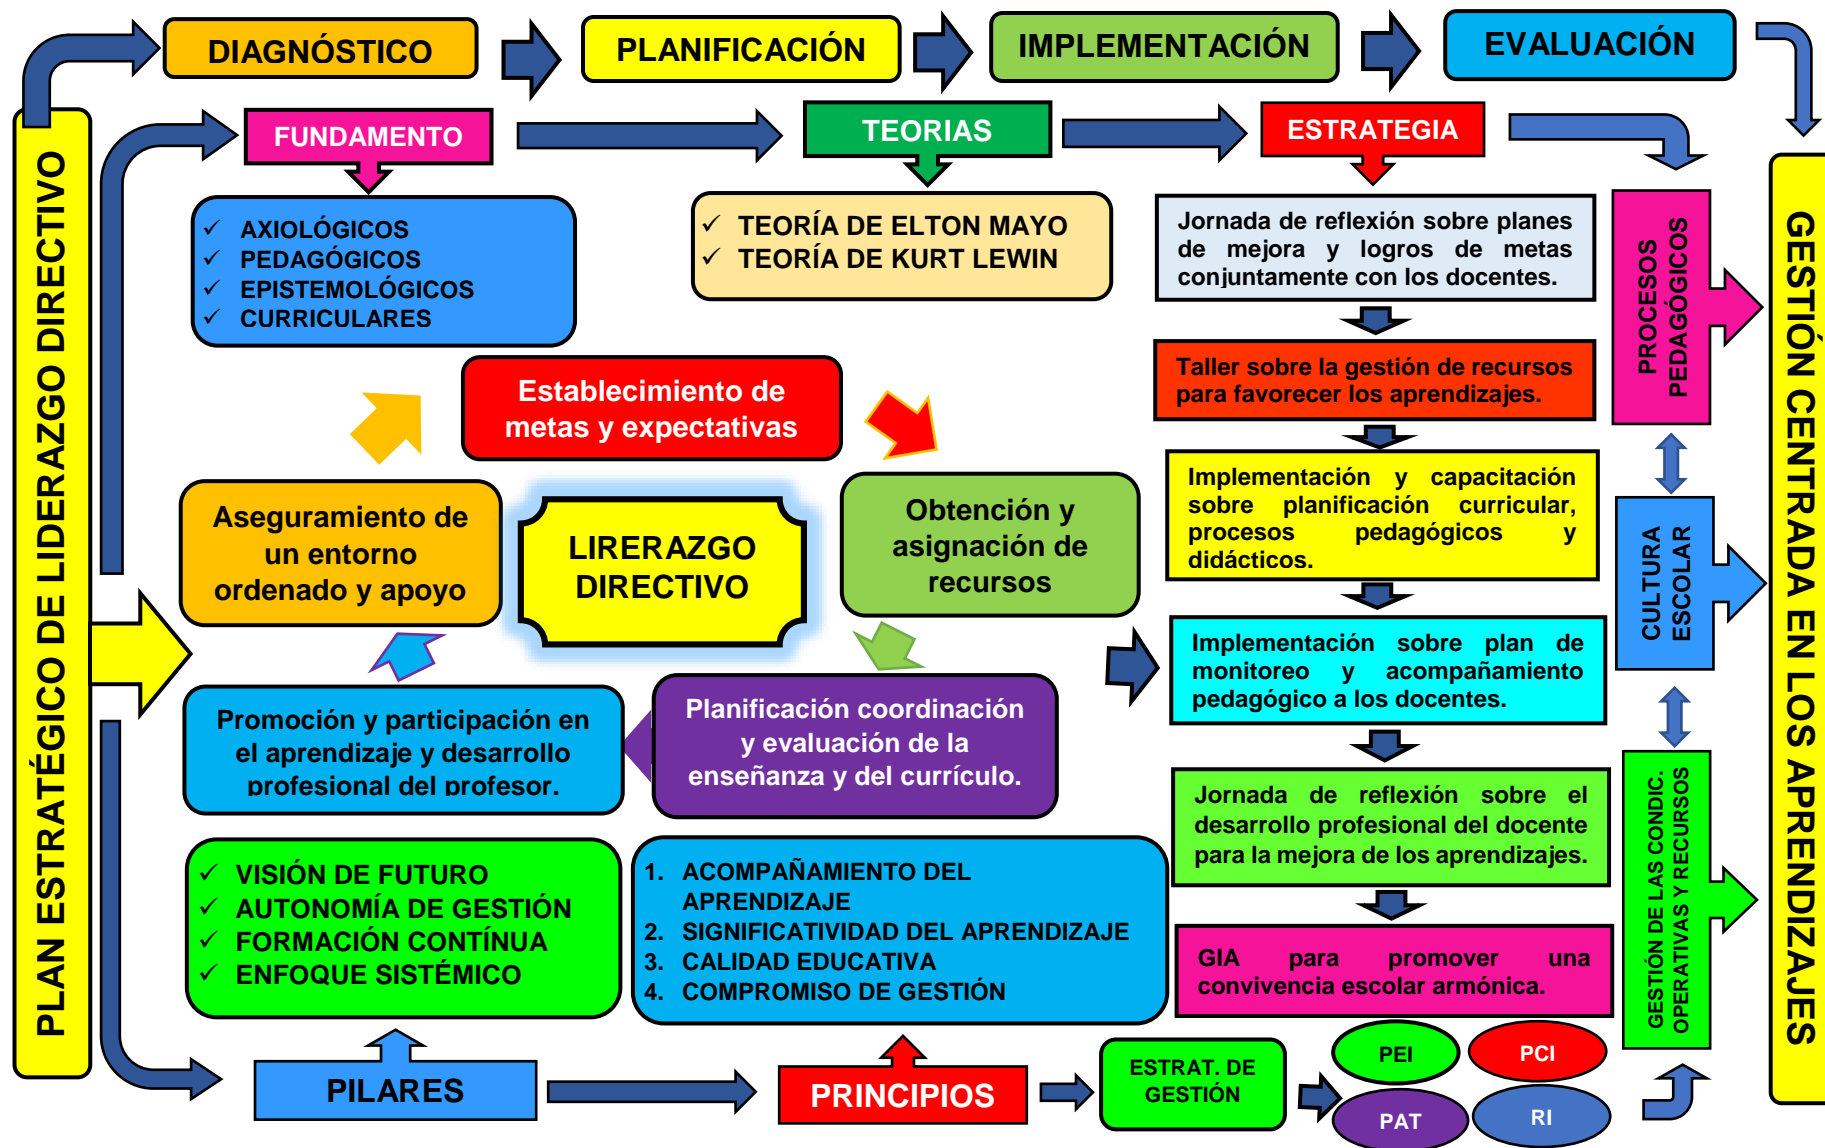 DIAGNÓSTICO
PLANIFICACIÓN
IMPLEMENTACIÓN
EVALUACIÓN
PLAN ESTRATÉGICO DE LIDERAZGO DIRECTIVO
FUNDAMENTO
TEORIAS
ESTRATEGIA
✓ AXIOLÓGICOS
✓ PEDAGÓGICOS
✓ EPISTEMOLÓGICOS
✓ CURRICULARES
✓ TEORÍA DE ELTON MAYO
✓ TEORÍA DE KURT LEWIN
Jornada de reflexión sobre planes
de mejora y logros de metas
conjuntamente con los docentes.
Taller sobre la gestión de recursos
para favorecer los aprendizajes.
Implementación y capacitación
sobre planificación curricular,
procesos pedagógicos y
didácticos.
Implementación sobre plan de
monitoreo y acompañamiento
pedagógico a los docentes.
Jornada de reflexión sobre el
desarrollo profesional del docente
para la mejora de los aprendizajes.
GIA para promover una
convivencia escolar armónica.
Establecimiento de
metas y expectativas
Aseguramiento de
un entorno
ordenado y apoyo
LIRERAZGO
DIRECTIVO
Obtención y
asignación de
recursos
Promoción y participación en
el aprendizaje y desarrollo
profesional del profesor.
Planificación coordinación
y evaluación de la
enseñanza y del currículo.
✓ VISIÓN DE FUTURO
✓ AUTONOMÍA DE GESTIÓN
✓ FORMACIÓN CONTÍNUA
✓ ENFOQUE SISTÉMICO
1. ACOMPAÑAMIENTO DEL
APRENDIZAJE
2. SIGNIFICATIVIDAD DEL APRENDIZAJE
3. CALIDAD EDUCATIVA
4. COMPROMISO DE GESTIÓN
PILARES
PRINCIPIOS
ESTRAT. DE
GESTIÓN
PEI
PCI
PAT
RI
PROCESOS
PEDAGÓGICOS
CULTURA
ESCOLAR
GESTIÓN DE LAS CONDIC.
OPERATIVAS Y RECURSOS
GESTIÓN CENTRADA EN LOS APRENDIZAJES